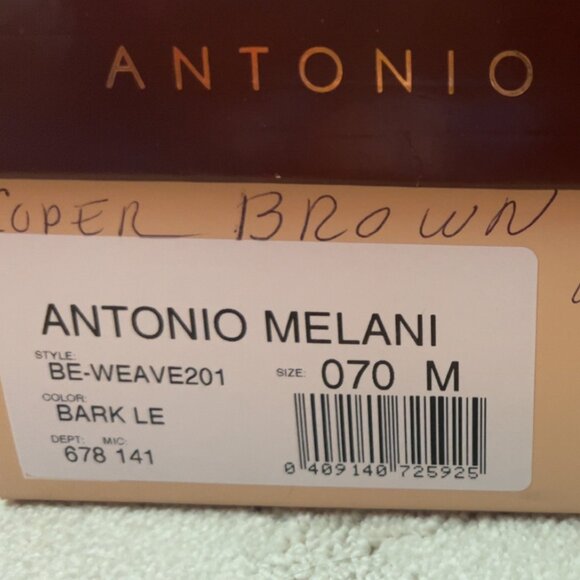 ANTONIO
COPER BROWN
ANTONIO MELANI
STYLE:
BE-WEAVE201
SIZE: 070 M
COLOR:
BARK LE
DEPT: MIC:
678 141
0 409140 725925